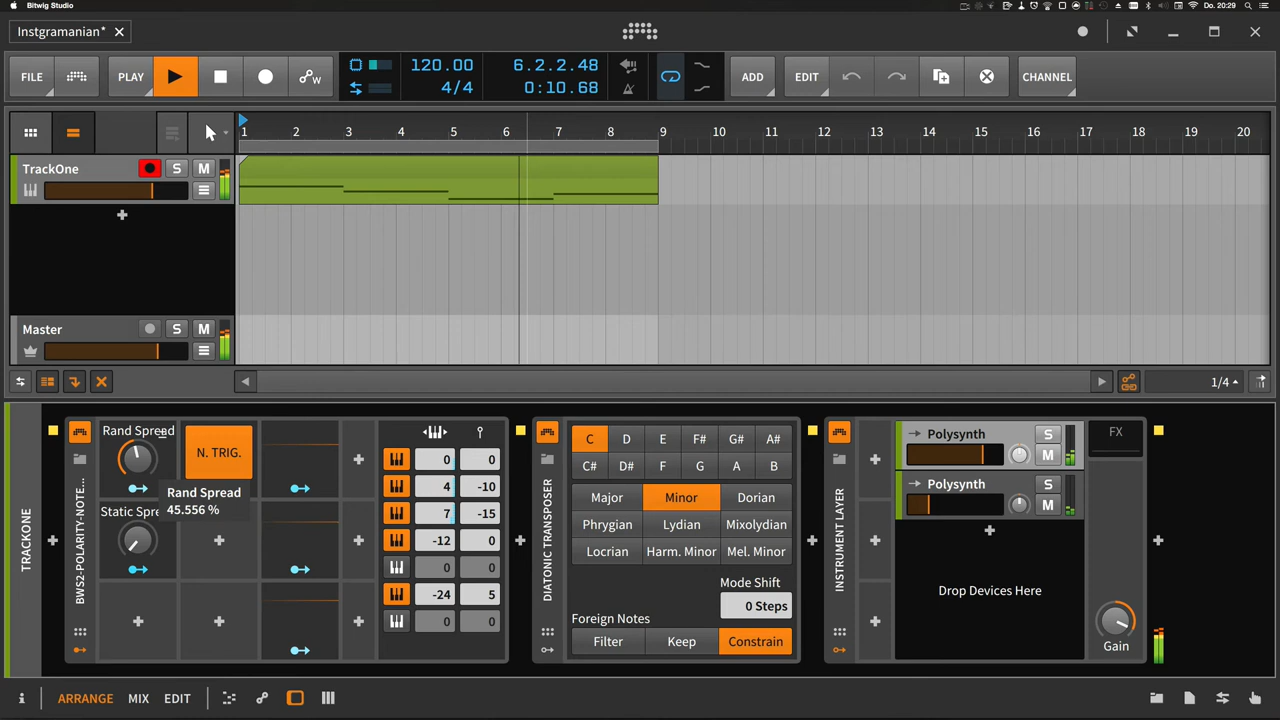 Bitwig Studio
Do. 20:29
Instgramanian*
FILE
PLAY
120.00
4/4
6.2.2.48
0:10.68
ADD
EDIT
CHANNEL
1 2 3 4 5 6 7 8 9 10 11 12 13 14 15 16 17 18 19 20
TrackOne
S M
Master
S M
1/4
TRACKONE
BWS2-POLARITY-NOTE...
Rand Spread
N. TRIG.
Rand Spread
45.556 %
Static Spre
0 0
4 -10
7 -15
-12 0
0 0
-24 5
0 0
DIATONIC TRANSPOSER
C D E F# G# A#
C# D# F G A B
Major Minor Dorian
Phrygian Lydian Mixolydian
Locrian Harm. Minor Mel. Minor
Mode Shift
0 Steps
Foreign Notes
Filter Keep Constrain
INSTRUMENT LAYER
Polysynth
S
M
Polysynth
S
M
Drop Devices Here
FX
Gain
ARRANGE MIX EDIT